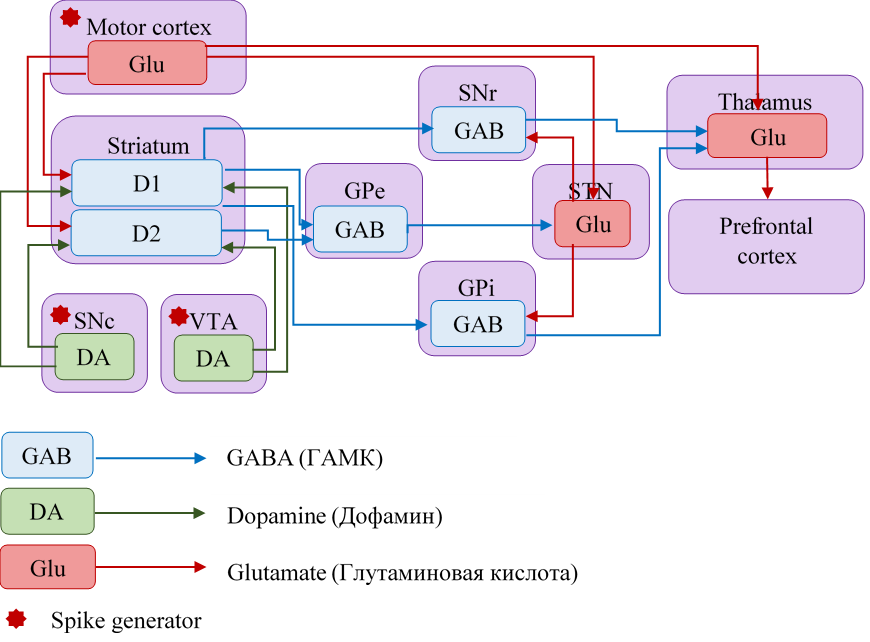 Motor cortex
Glu
SNr
GAB
Thalamus
Glu
Striatum
D1
D2
GPe
GAB
STN
Glu
Prefrontal
cortex
GPi
GAB
SNc
DA
VTA
DA
GAB
GABA (ГАМК)
DA
Dopamine (Дофамин)
Glu
Glutamate (Глутаминовая кислота)
Spike generator